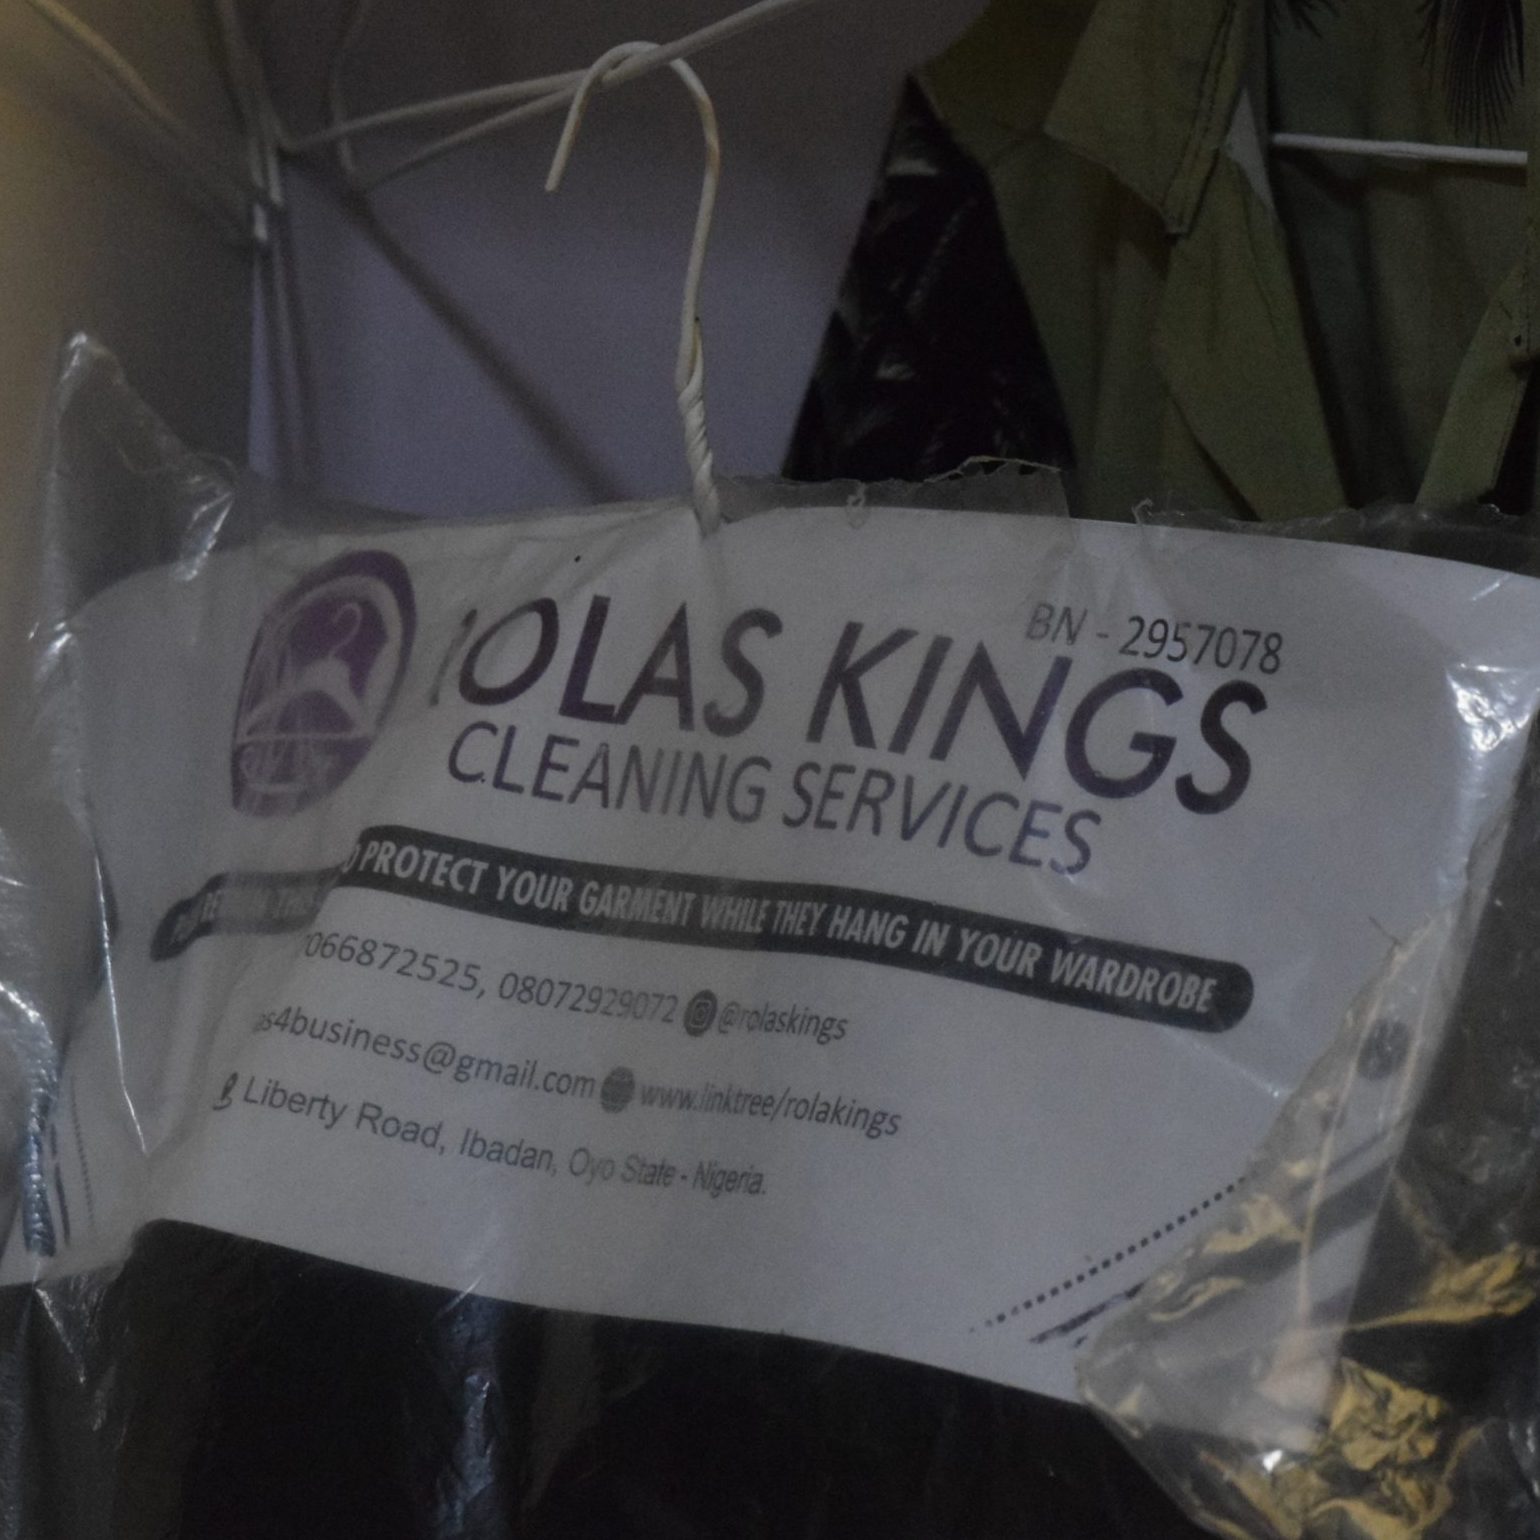 BN - 2957078
ROLAS KINGS
CLEANING SERVICES
PROTECT YOUR GARMENT WHILE THEY HANG IN YOUR WARDROBE
066872525, 08072929072 @rolaskings
s4business@gmail.com www.linktree/rolakings
Liberty Road, Ibadan, Oyo State - Nigeria.